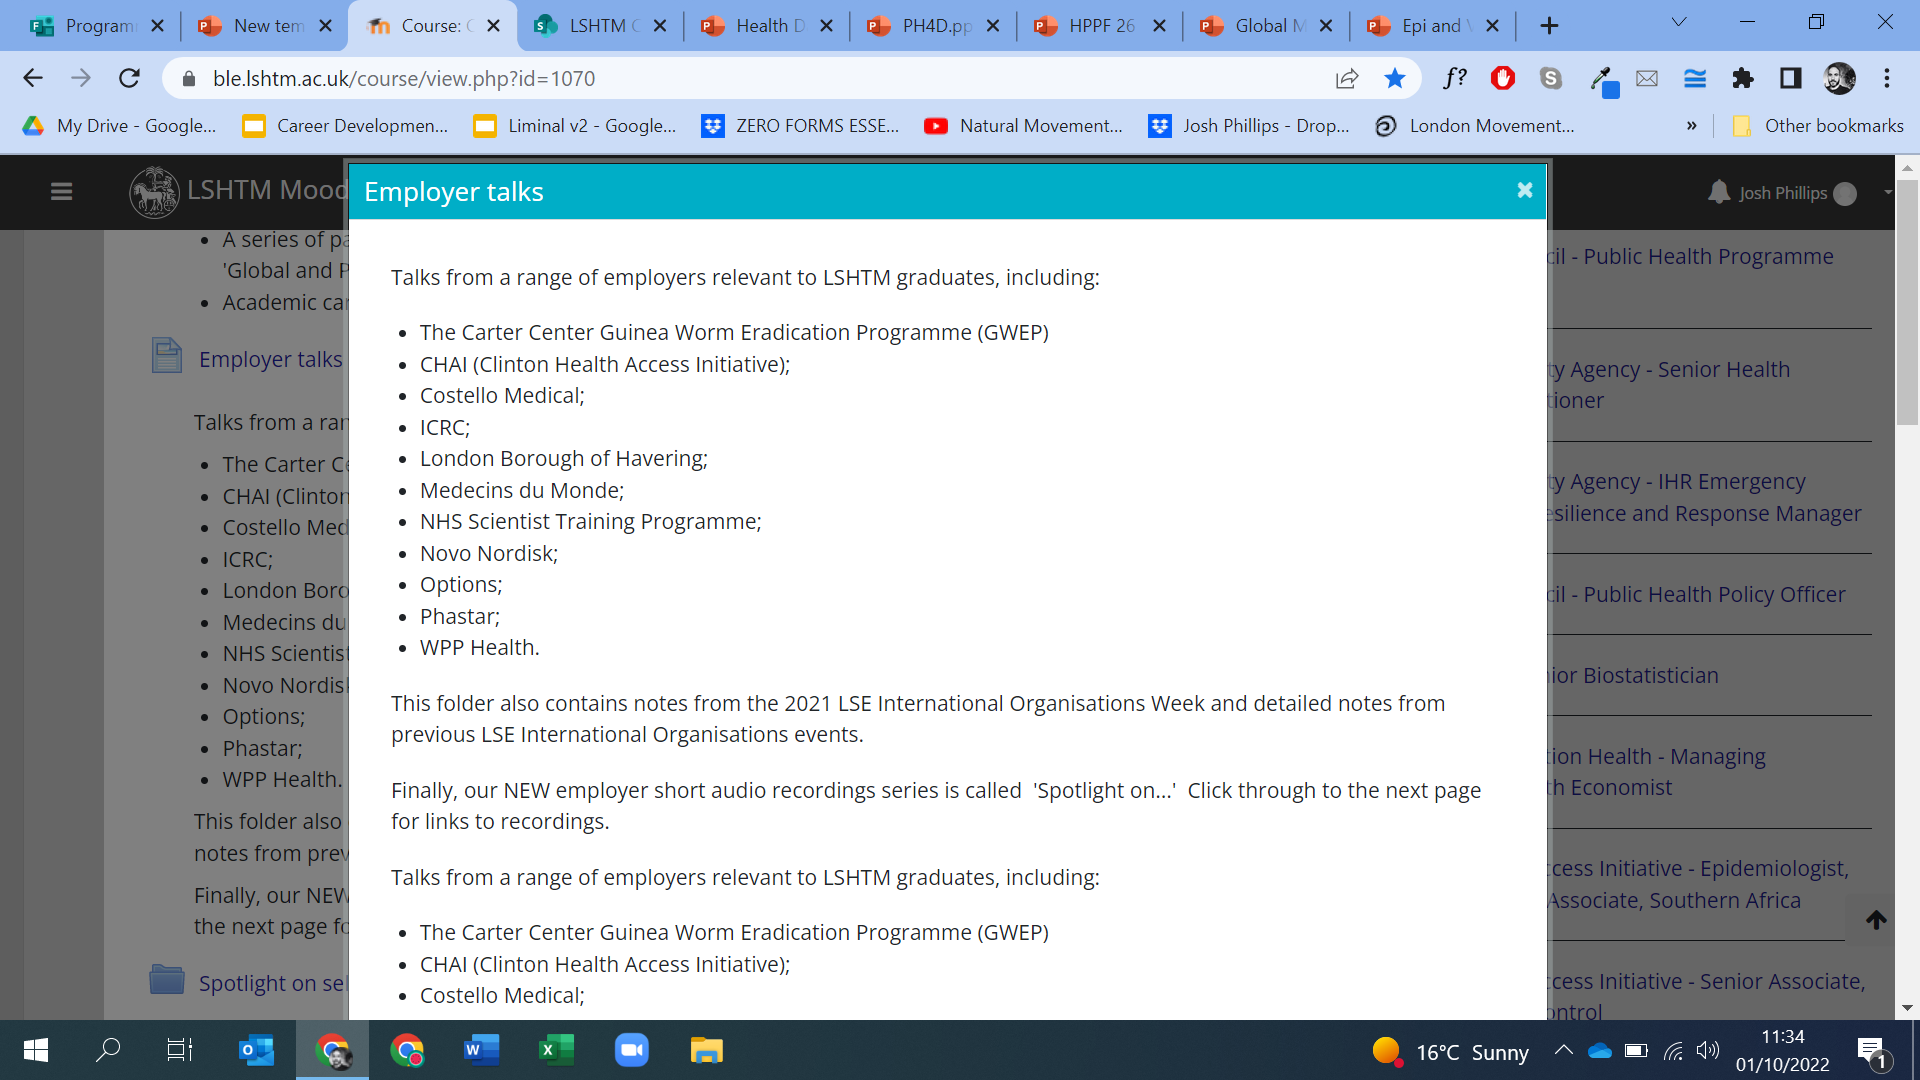 Program
New tem
Course: C
LSHTM C
Health D
PH4D.pp
HPPF 26
Global M
Epi and V
ble.lshtm.ac.uk/course/view.php?id=1070
f?
My Drive - Google...
Career Developmen...
Liminal v2 - Google...
ZERO FORMS ESSE...
Natural Movement...
Josh Phillips - Drop...
London Movement...
»
Other bookmarks
LSHTM Mood
Josh Phillips
Employer talks
A series of pa
'Global and P
Academic car
Employer talks
Talks from a ran
The Carter Ce
CHAI (Clinton
Costello Med
ICRC;
London Boro
Medecins du
NHS Scientist
Novo Nordisk
Options;
Phastar;
WPP Health.
This folder also
notes from prev
Finally, our NEW
the next page fo
Spotlight on sel
Talks from a range of employers relevant to LSHTM graduates, including:
The Carter Center Guinea Worm Eradication Programme (GWEP)
CHAI (Clinton Health Access Initiative);
Costello Medical;
ICRC;
London Borough of Havering;
Medecins du Monde;
NHS Scientist Training Programme;
Novo Nordisk;
Options;
Phastar;
WPP Health.
This folder also contains notes from the 2021 LSE International Organisations Week and detailed notes from
previous LSE International Organisations events.
Finally, our NEW employer short audio recordings series is called 'Spotlight on...' Click through to the next page
for links to recordings.
Talks from a range of employers relevant to LSHTM graduates, including:
The Carter Center Guinea Worm Eradication Programme (GWEP)
CHAI (Clinton Health Access Initiative);
Costello Medical;
cil - Public Health Programme
ty Agency - Senior Health
tioner
ty Agency - IHR Emergency
esilience and Response Manager
cil - Public Health Policy Officer
nior Biostatistician
tion Health - Managing
th Economist
ccess Initiative - Epidemiologist,
Associate, Southern Africa
ccess Initiative - Senior Associate,
ontrol
16°C Sunny
11:34
01/10/2022
1